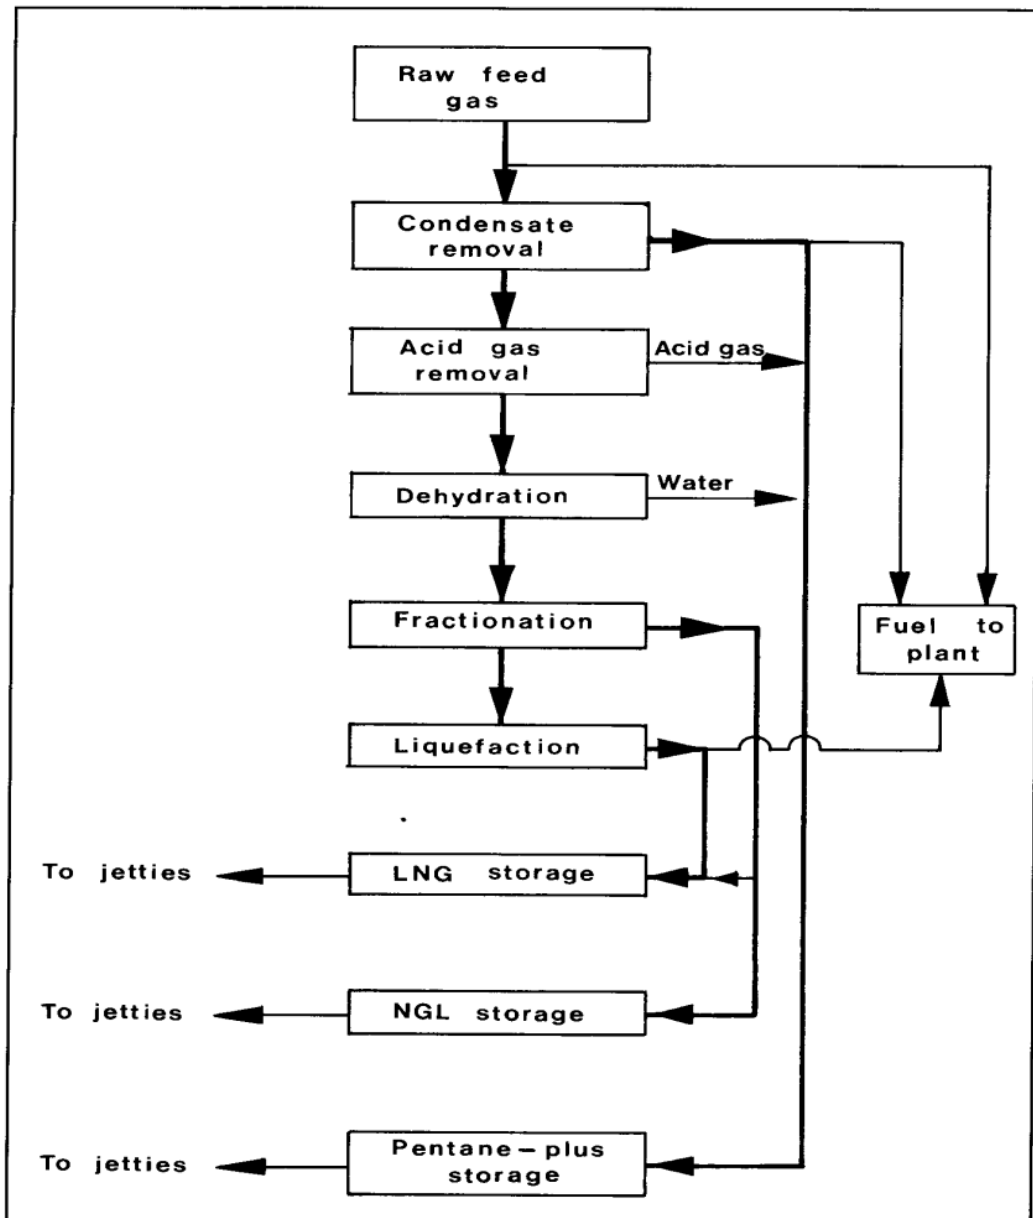 Raw feed
gas
Condensate
removal
Acid gas
removal
Acid gas
Dehydration
Water
Fractionation
Fuel to
plant
Liquefaction
To jetties
LNG storage
To jetties
NGL storage
To jetties
Pentane-plus
storage